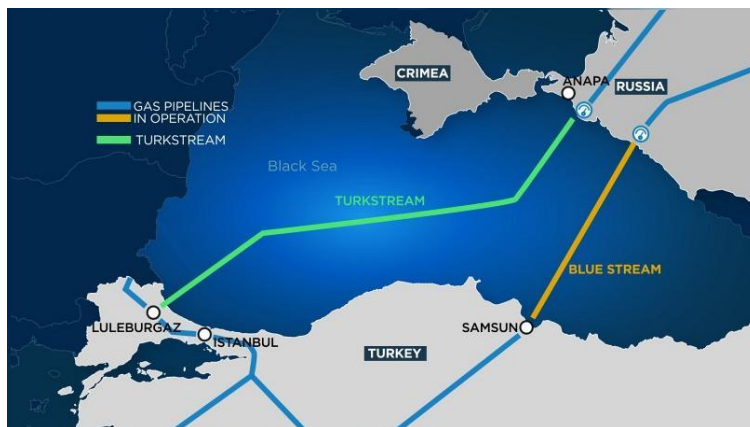 CRIMEA
ANAPA
RUSSIA
GAS PIPELINES
IN OPERATION
TURKSTREAM
Black Sea
TURKSTREAM
BLUE STREAM
LULEBURGAZ
ISTANBUL
SAMSUN
TURKEY